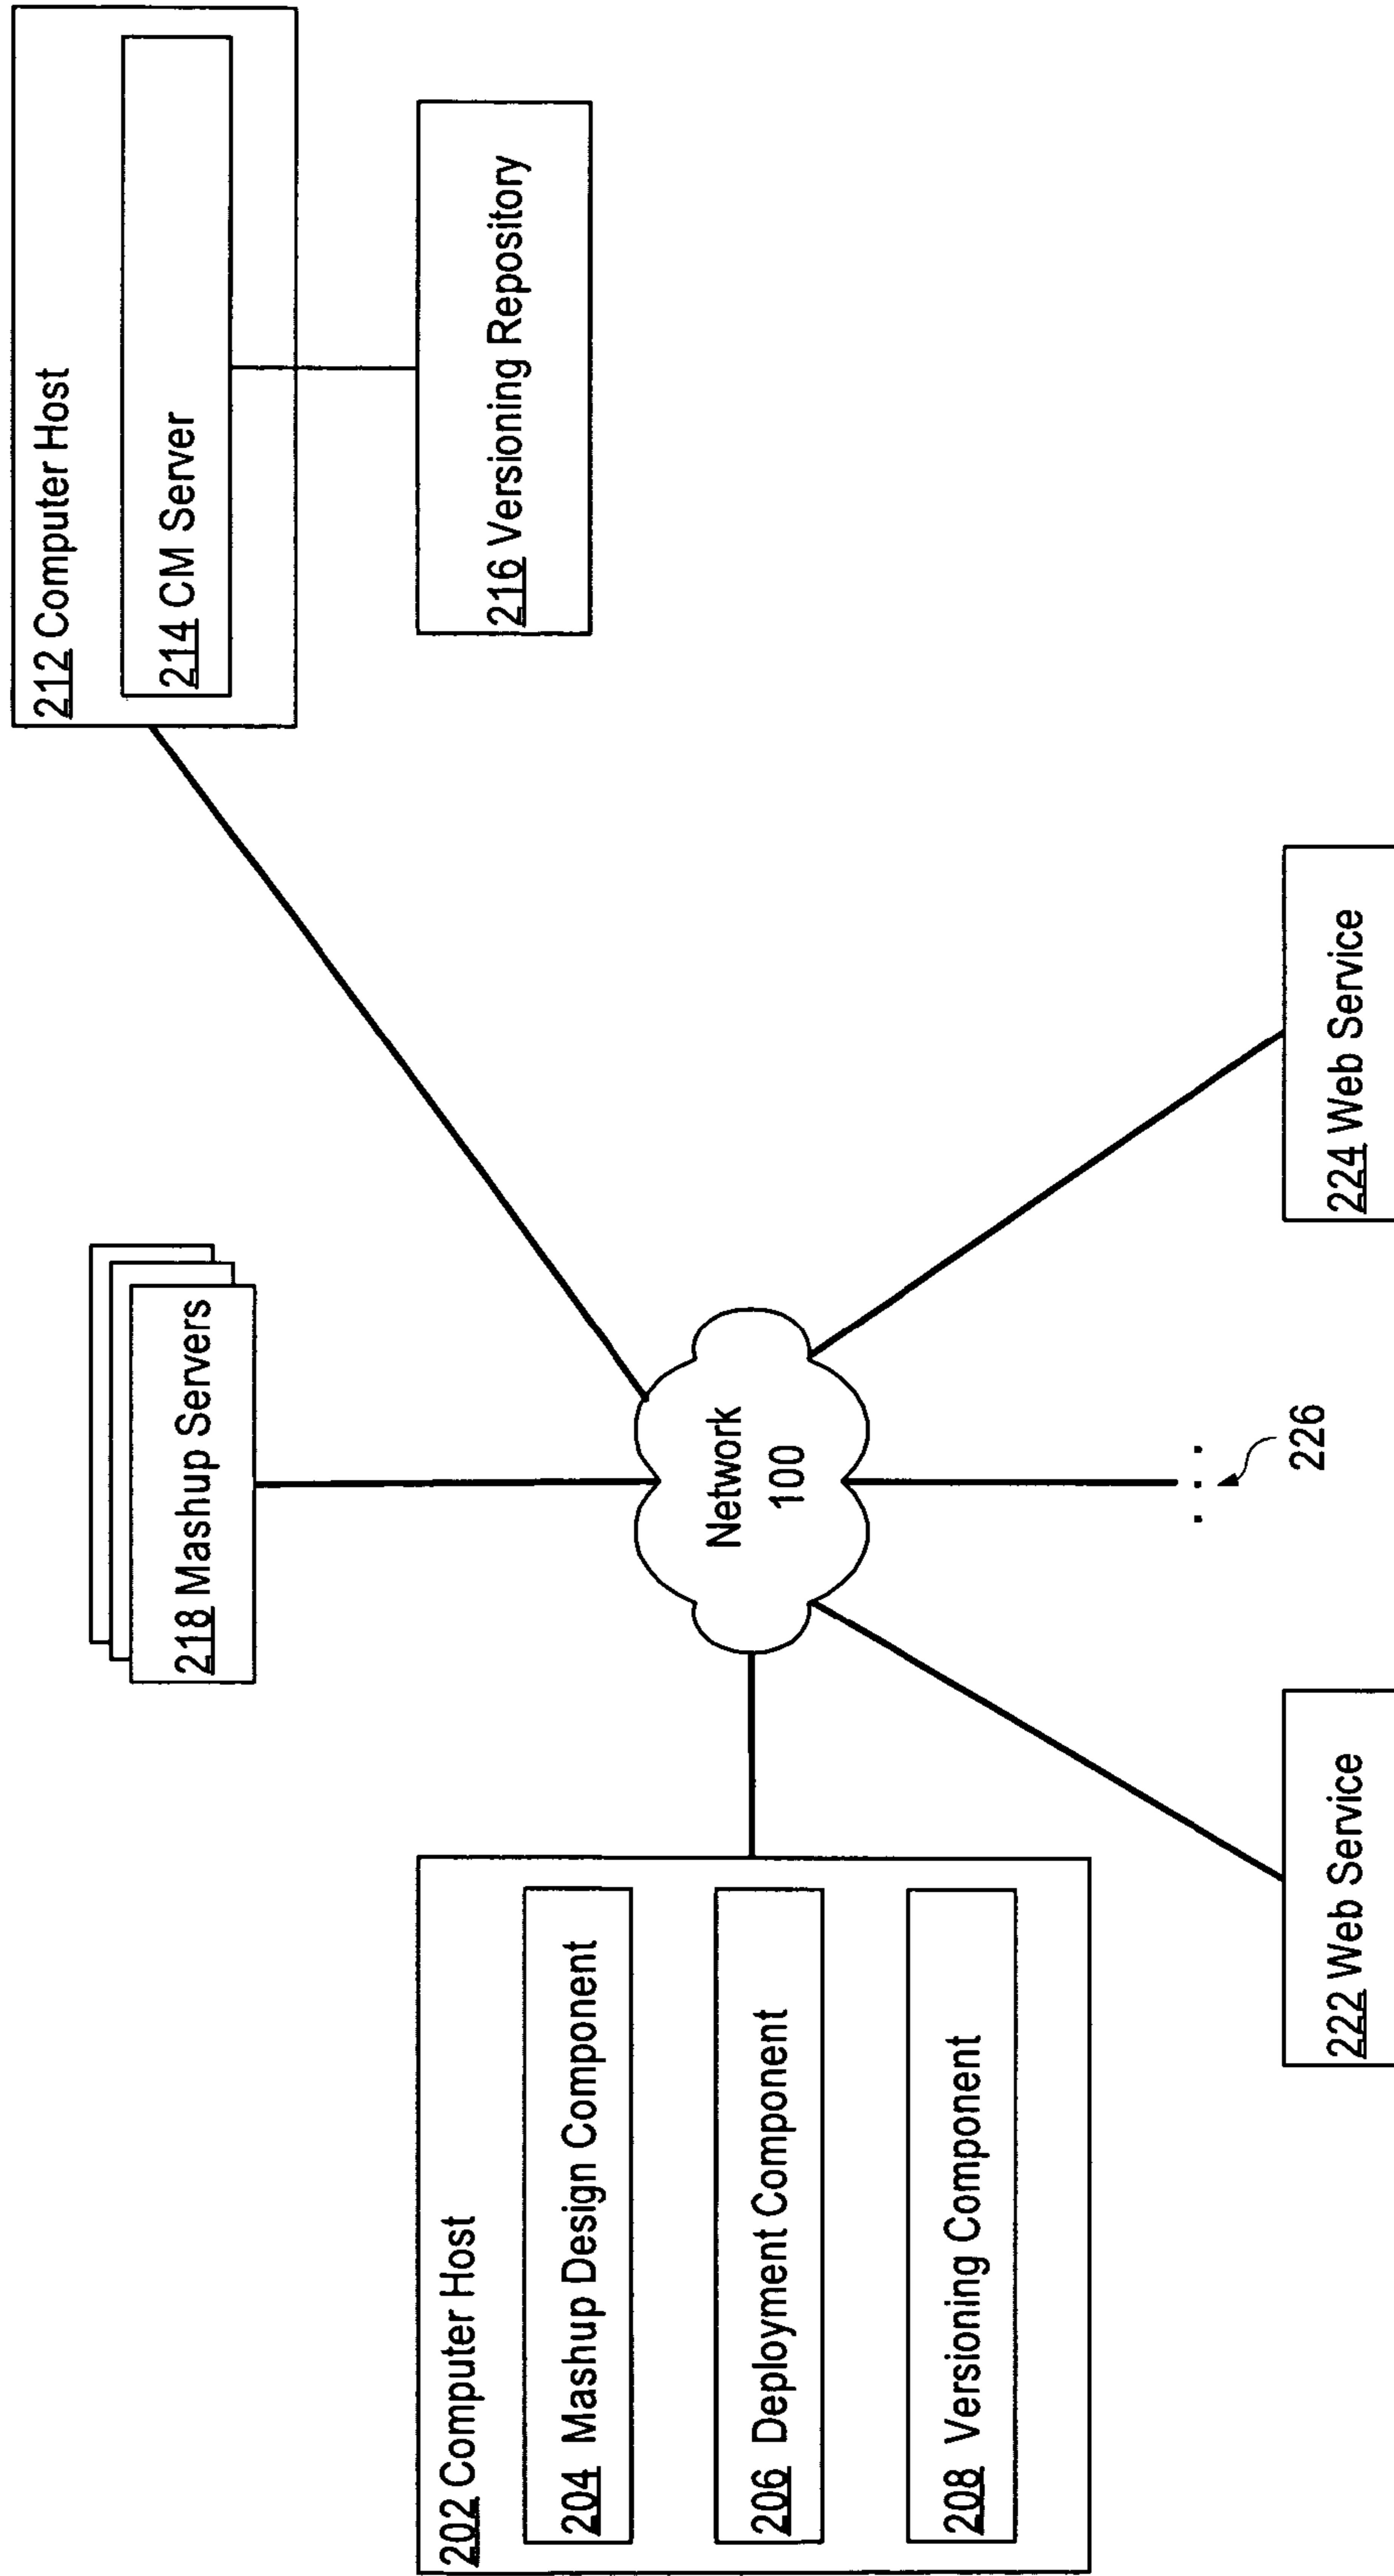 202 Computer Host
204 Mashup Design Component
206 Deployment Component
208 Versioning Component
218 Mashup Servers
212 Computer Host
214 CM Server
216 Versioning Repository
Network
100
222 Web Service
. . .
226
224 Web Service